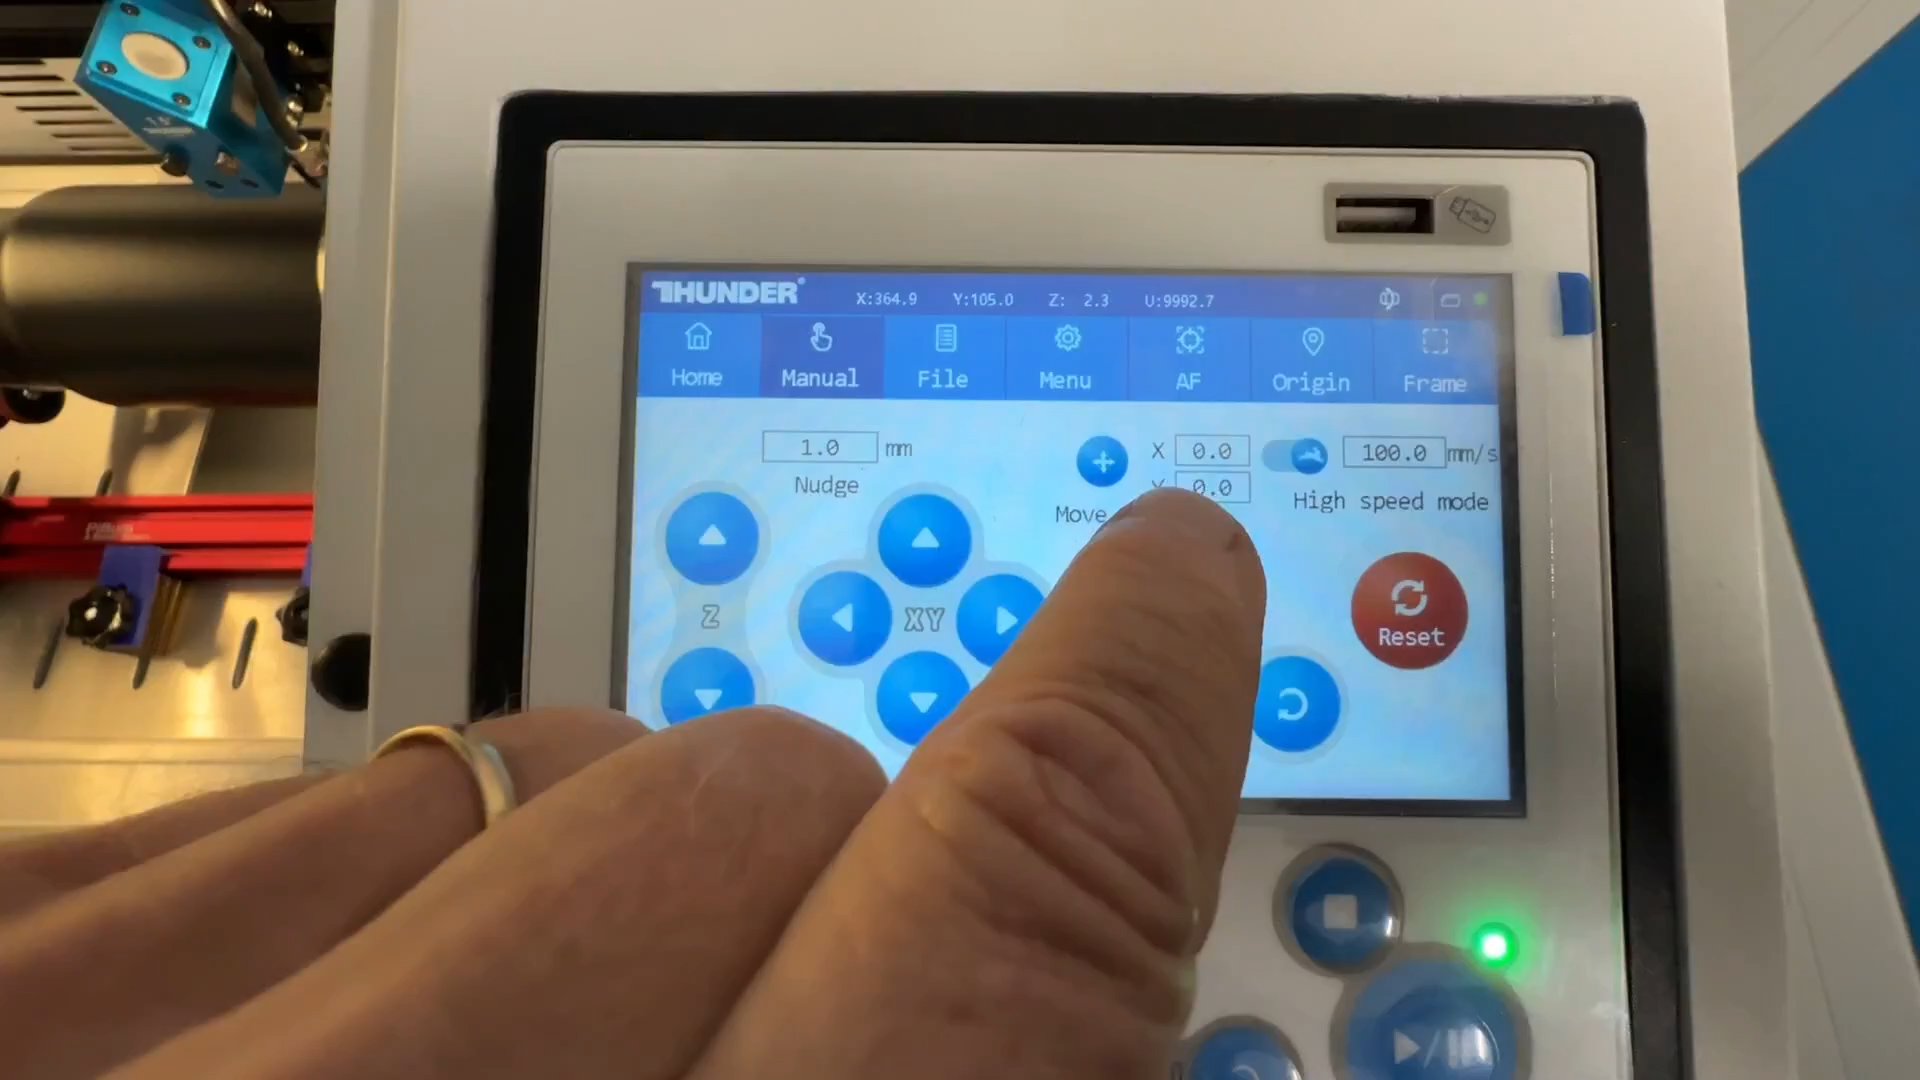 THUNDER® X:364.9 Y:105.0 Z: 2.3 U:9992.7
Home Manual File Menu AF Origin Frame
1.0 mm
Nudge
X 0.0
Y 0.0
Move
100.0 mm/s
High speed mode
Z
XY
Reset